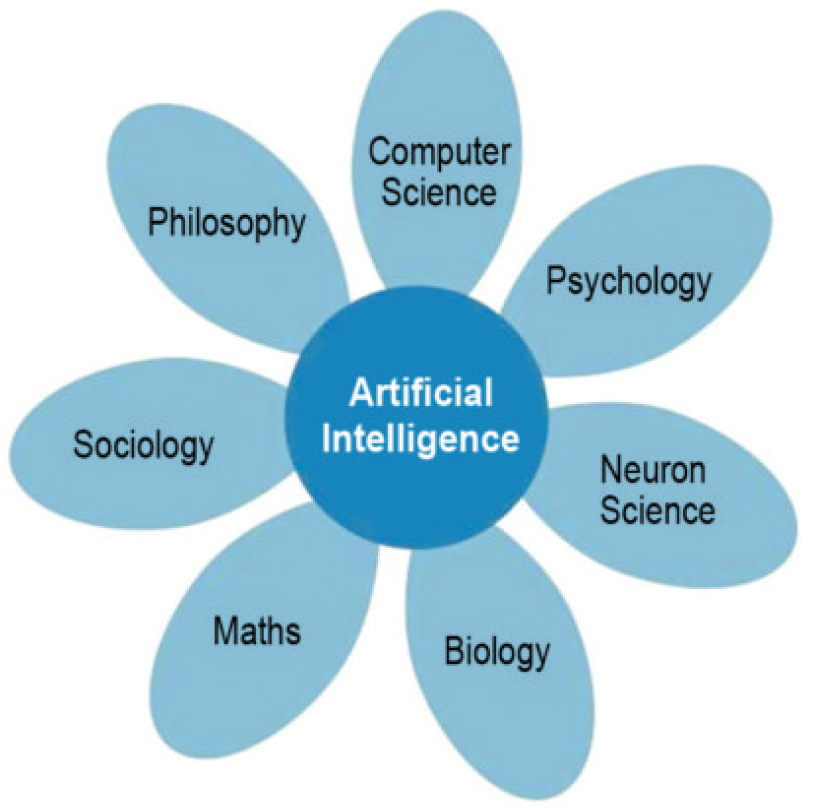 Computer
Science
Psychology
Neuron
Science
Biology
Maths
Sociology
Philosophy
Artificial
Intelligence